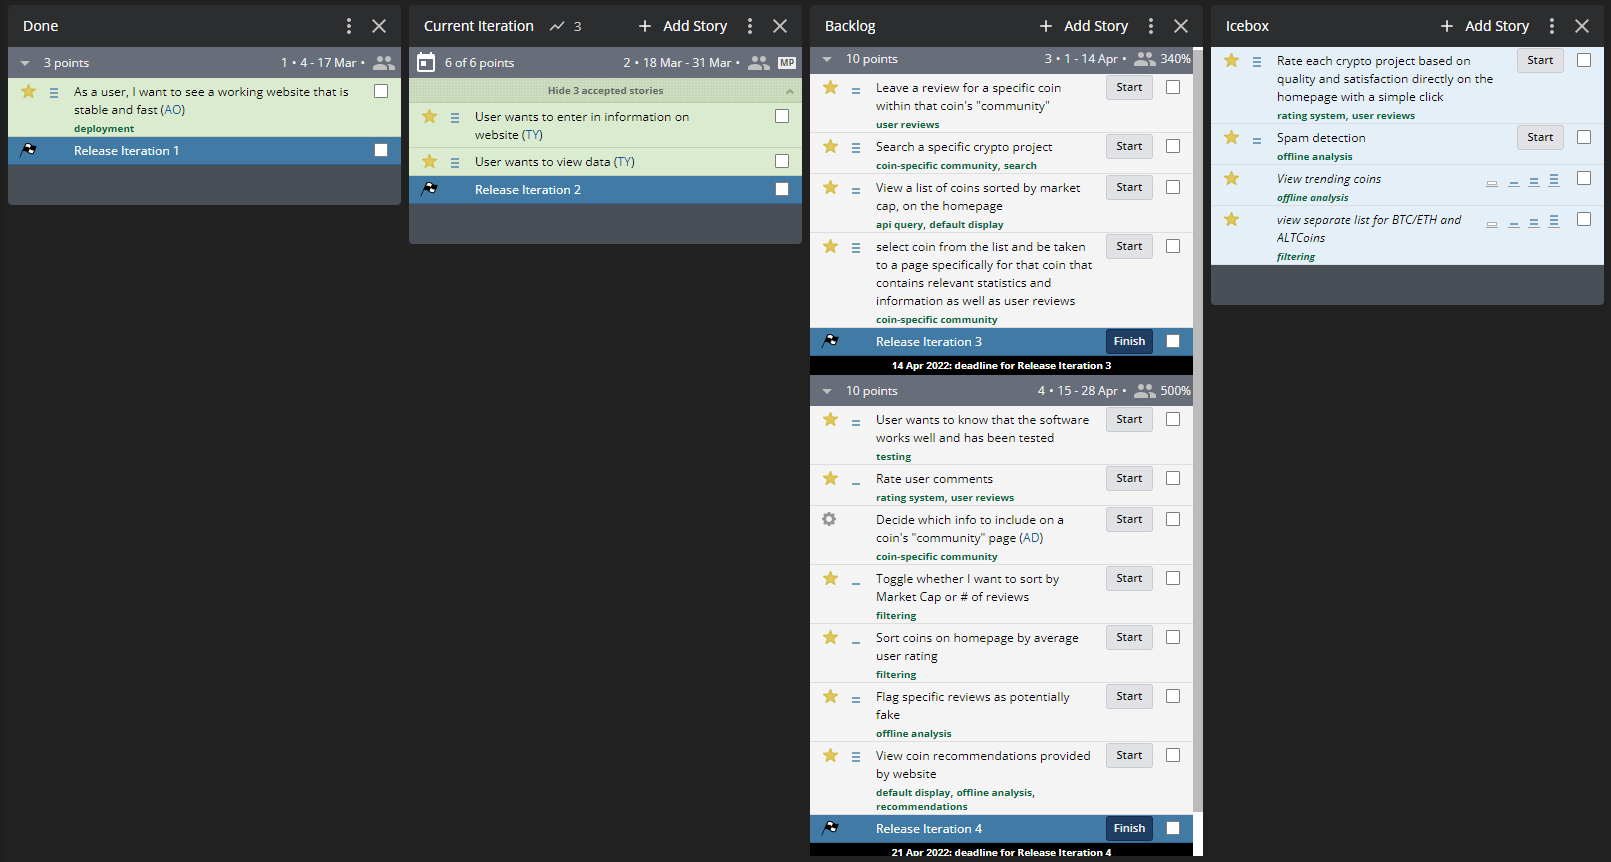 Done
3 points
1 • 4 - 17 Mar •
As a user, I want to see a working website that is
stable and fast (AO)
deployment
Release Iteration 1
Current Iteration
3
+ Add Story
6 of 6 points
2 • 18 Mar - 31 Mar •
MP
Hide 3 accepted stories
User wants to enter in information on
website (TY)
User wants to view data (TY)
Release Iteration 2
Backlog
+ Add Story
10 points
3 • 1 - 14 Apr •
340%
Leave a review for a specific coin
within that coin's "community"
user reviews
Start
Search a specific crypto project
coin-specific community, search
Start
View a list of coins sorted by market
cap, on the homepage
api query, default display
Start
select coin from the list and be taken
to a page specifically for that coin that
contains relevant statistics and
information as well as user reviews
coin-specific community
Start
Release Iteration 3
Finish
14 Apr 2022: deadline for Release Iteration 3
10 points
4 • 15 - 28 Apr •
500%
User wants to know that the software
works well and has been tested
testing
Start
Rate user comments
rating system, user reviews
Start
Decide which info to include on a
coin's "community" page (AD)
coin-specific community
Start
Toggle whether I want to sort by
Market Cap or # of reviews
filtering
Start
Sort coins on homepage by average
user rating
filtering
Start
Flag specific reviews as potentially
fake
offline analysis
Start
View coin recommendations provided
by website
default display, offline analysis,
recommendations
Start
Release Iteration 4
Finish
21 Apr 2022: deadline for Release Iteration 4
Icebox
+ Add Story
Rate each crypto project based on
quality and satisfaction directly on the
homepage with a simple click
rating system, user reviews
Start
Spam detection
offline analysis
Start
View trending coins
offline analysis
view separate list for BTC/ETH and
ALTCoins
filtering